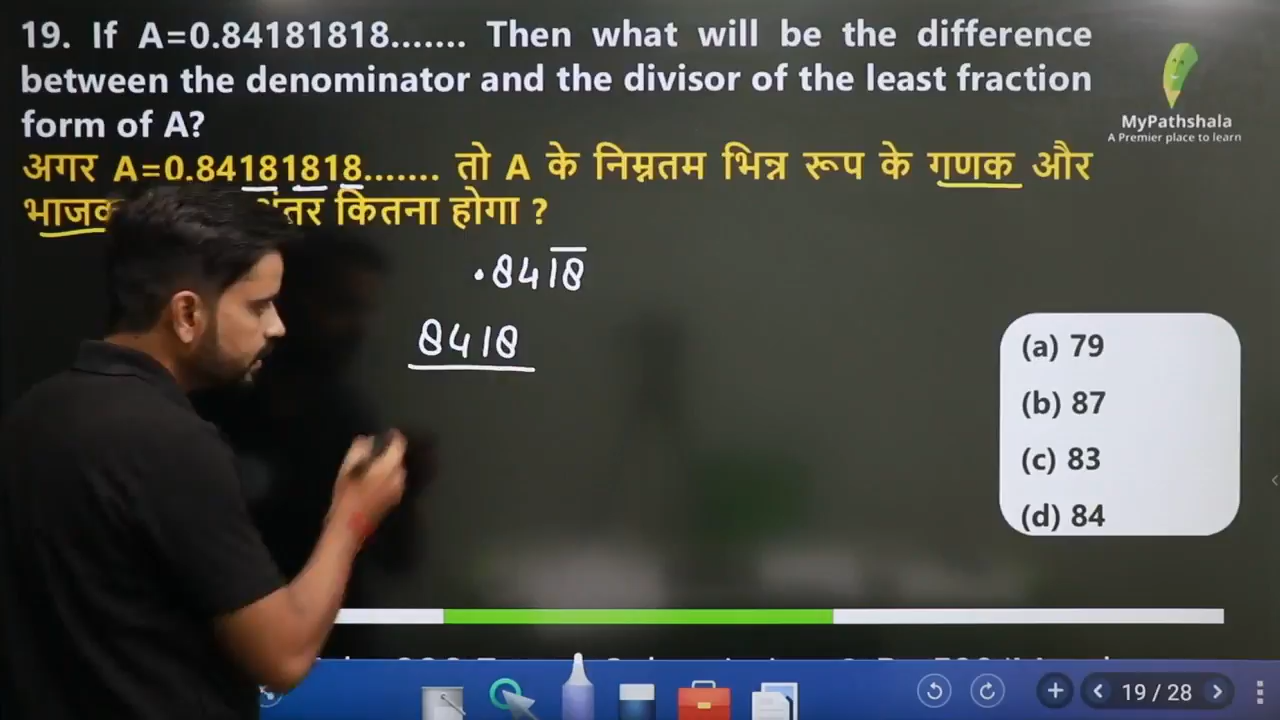 19. If A=0.84181818....... Then what will be the difference
between the denominator and the divisor of the least fraction
form of A?
MyPathshala
A Premier place to learn
अगर A=0.84181818....... तो A के निम्नतम भिन्न रूप के गणक और
अंतर कितना होगा ?
.8418
8418
(a) 79
(b) 87
(c) 83
(d) 84
19 / 28